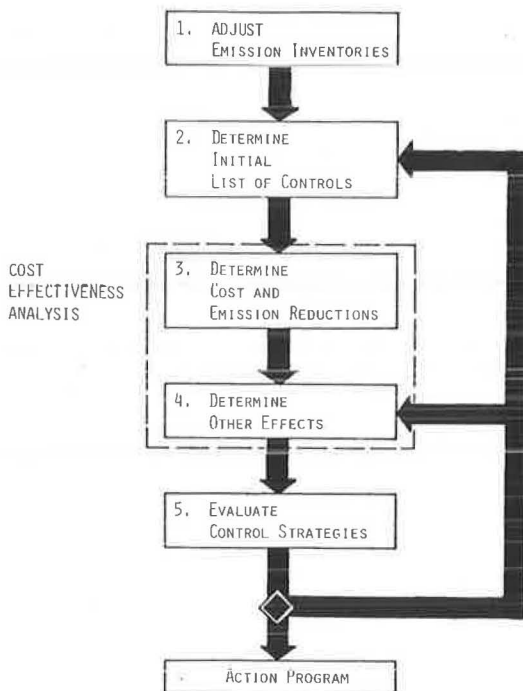 1. ADJUST
EMISSION INVENTORIES
2. DETERMINE
INITIAL
LIST OF CONTROLS
COST
EFFECTIVENESS
ANALYSIS
3. DETERMINE
COST AND
EMISSION REDUCTIONS
4. DETERMINE
OTHER EFFECTS
5. EVALUATE
CONTROL STRATEGIES
ACTION PROGRAM